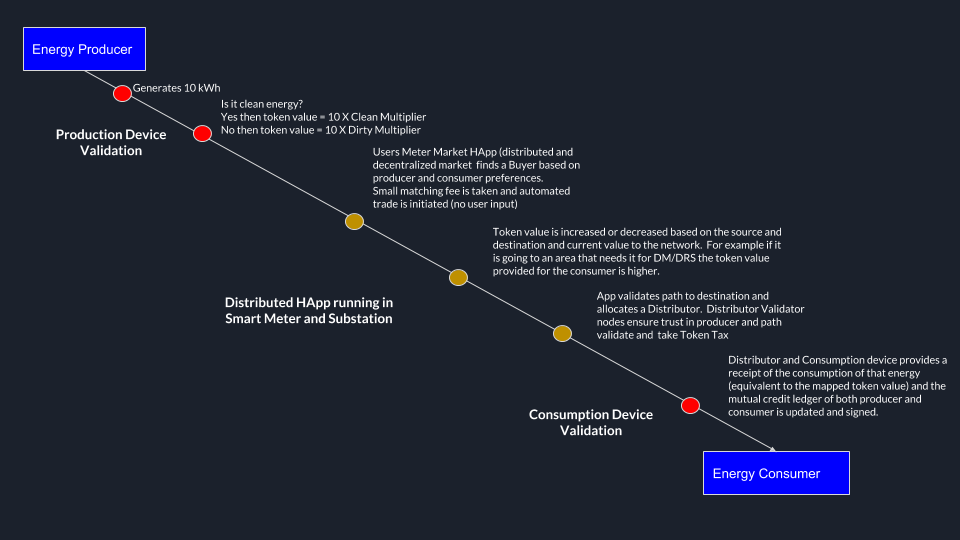 Energy Producer
Generates 10 kWh
Is it clean energy?
Yes then token value = 10 X Clean Multiplier
No then token value = 10 X Dirty Multiplier
Production Device
Validation
Users Meter Market HApp (distributed and
decentralized market  finds a Buyer based on
producer and consumer preferences.
Small matching fee is taken and automated
trade is initiated (no user input)
Token value is increased or decreased based on the source and
destination and current value to the network.  For example if it
is going to an area that needs it for DM/DRS the token value
provided for the consumer is higher.
Distributed HApp running in
Smart Meter and Substation
App validates path to destination and
allocates a Distributor.  Distributor Validator
nodes ensure trust in producer and path
validate and  take Token Tax
Distributor and Consumption device provides a
receipt of the consumption of that energy
(equivalent to the mapped token value) and the
mutual credit ledger of both producer and
consumer is updated and signed.
Consumption Device
Validation
Energy Consumer